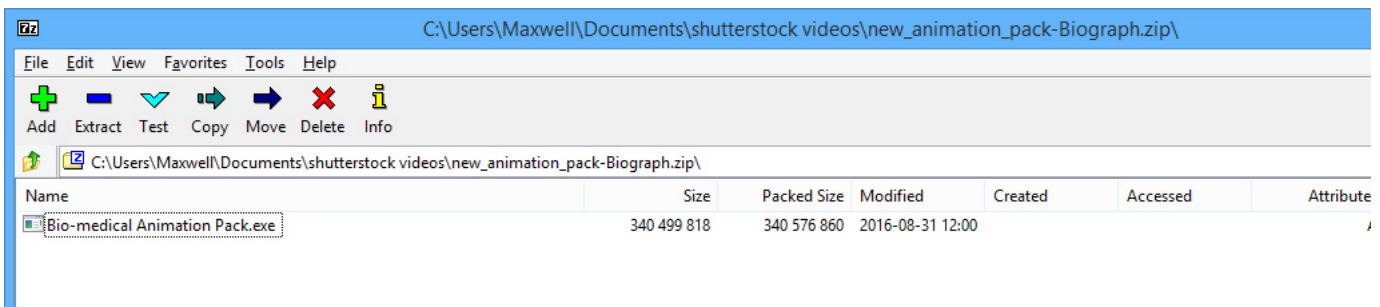 7z C:\Users\Maxwell\Documents\shutterstock videos\new_animation_pack-Biograph.zip\
File Edit View Favorites Tools Help
Add Extract Test Copy Move Delete Info
C:\Users\Maxwell\Documents\shutterstock videos\new_animation_pack-Biograph.zip\
Name Size Packed Size Modified Created Accessed Attribute
Bio-medical Animation Pack.exe 340 499 818 340 576 860 2016-08-31 12:00